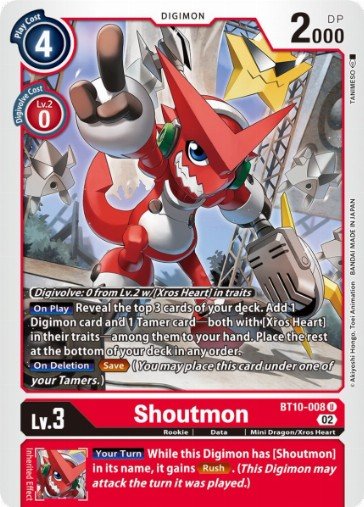 Play Cost
4
DIGIMON
DP
2000
Digivolve Cost
Lv.2
0
TANIMESO
© Akiyoshi Hongo, Toei Animation BANDAI MADE IN JAPAN
Digivolve: 0 from Lv.2 w/[Xros Heart] in traits
On Play Reveal the top 3 cards of your deck. Add 1
Digimon card and 1 Tamer card—both with [Xros Heart]
in their traits—among them to your hand. Place the rest
at the bottom of your deck in any order.
On Deletion Save (You may place this card under one of
your Tamers.)
Lv.3
Shoutmon
BT10-008 U
02
Rookie Data Mini Dragon/Xros Heart
Inherited Effect
Your Turn While this Digimon has [Shoutmon]
in its name, it gains Rush. (This Digimon may
attack the turn it was played.)